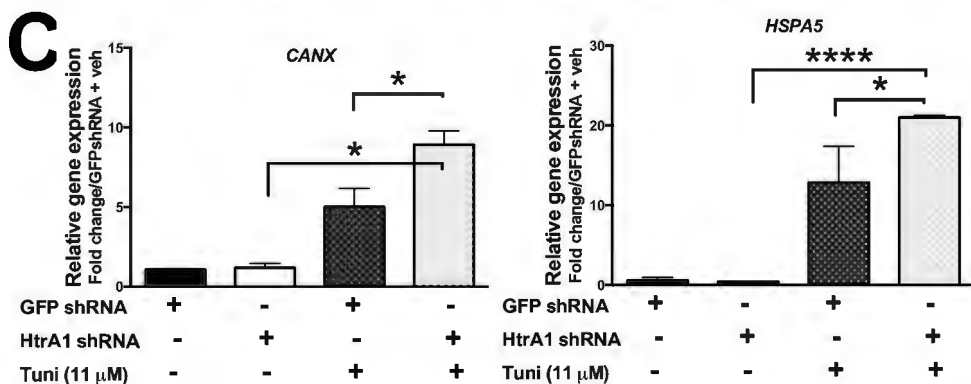 C
CANX
Relative gene expression
Fold change/GFPshRNA + veh
15
10
5
0
*
*
GFP shRNA + - + -
HtrA1 shRNA - + - +
Tuni (11 μM) - - + +
HSPA5
Relative gene expression
Fold change/GFPshRNA + veh
30
20
10
0
****
*
GFP shRNA + - + -
HtrA1 shRNA - + - +
Tuni (11 μM) - - + +